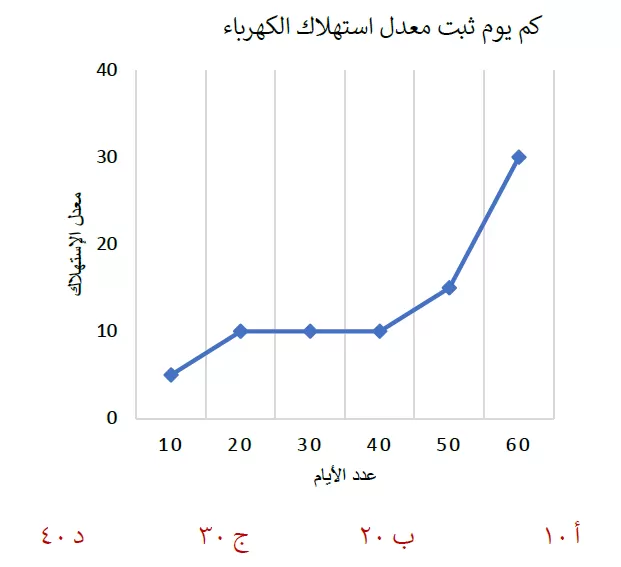 كم يوم ثبت معدل استهلاك الكهرباء
40
30
20
10
0
معدل الإستهلاك
10 20 30 40 50 60
عدد الأيام
أ ١٠ ب ٢٠ ج ٣٠ د ٤٠